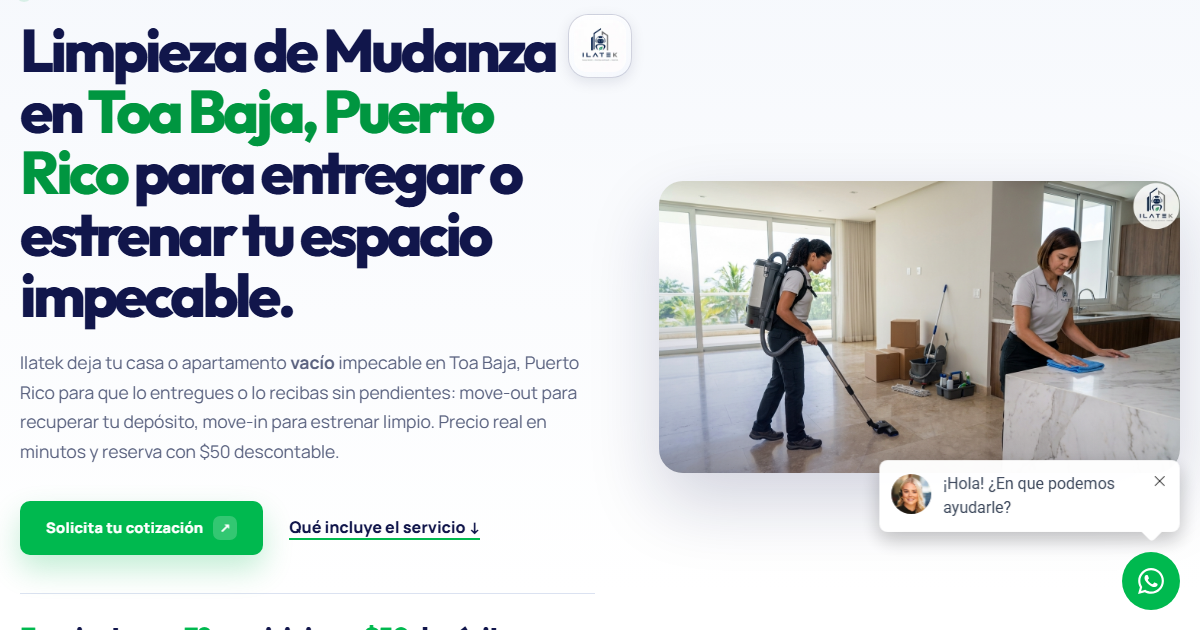 Limpieza de Mudanza
en Toa Baja, Puerto
Rico para entregar o
estrenar tu espacio
impecable.
ILATEK
Ilatek deja tu casa o apartamento vacío impecable en Toa Baja, Puerto
Rico para que lo entregues o lo recibas sin pendientes: move-out para
recuperar tu depósito, move-in para estrenar limpio. Precio real en
minutos y reserva con $50 descontable.
Solicita tu cotización ↗
Qué incluye el servicio ↓
ILATEK
¡Hola! ¿En que podemos
ayudarle?